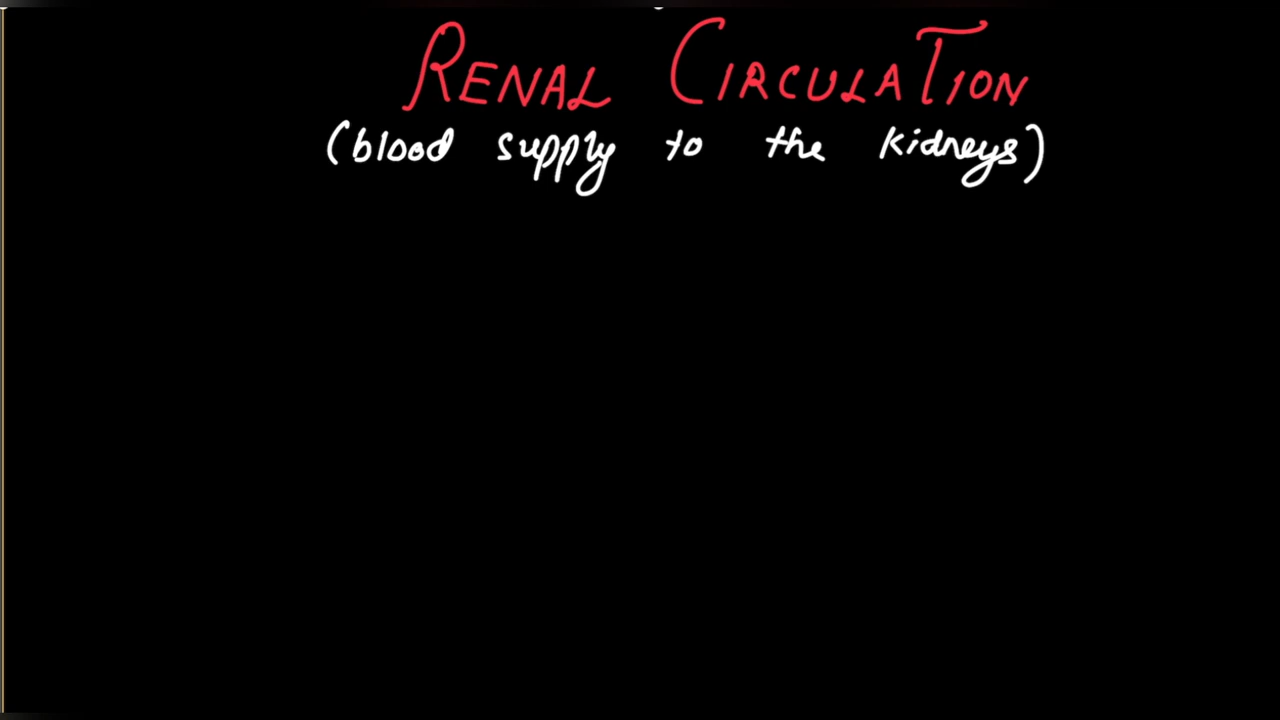 RENAL CIRCULATION
(blood supply to the kidneys)